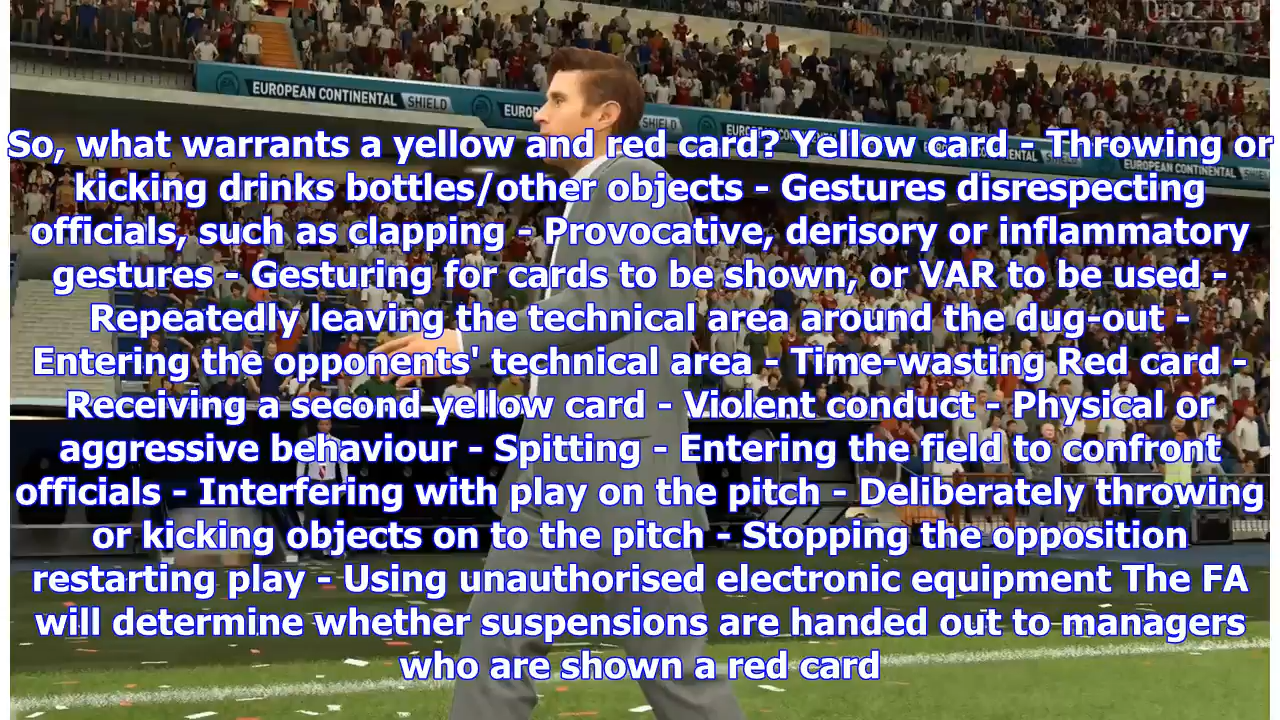 EUROPEAN CONTINENTAL SHIELD
So, what warrants a yellow and red card? Yellow card - Throwing or
kicking drinks bottles/other objects - Gestures disrespecting
officials, such as clapping - Provocative, derisory or inflammatory
gestures - Gesturing for cards to be shown, or VAR to be used -
Repeatedly leaving the technical area around the dug-out -
Entering the opponents' technical area - Time-wasting Red card -
Receiving a second yellow card - Violent conduct - Physical or
aggressive behaviour - Spitting - Entering the field to confront
officials - Interfering with play on the pitch - Deliberately throwing
or kicking objects on to the pitch - Stopping the opposition
restarting play - Using unauthorised electronic equipment The FA
will determine whether suspensions are handed out to managers
who are shown a red card